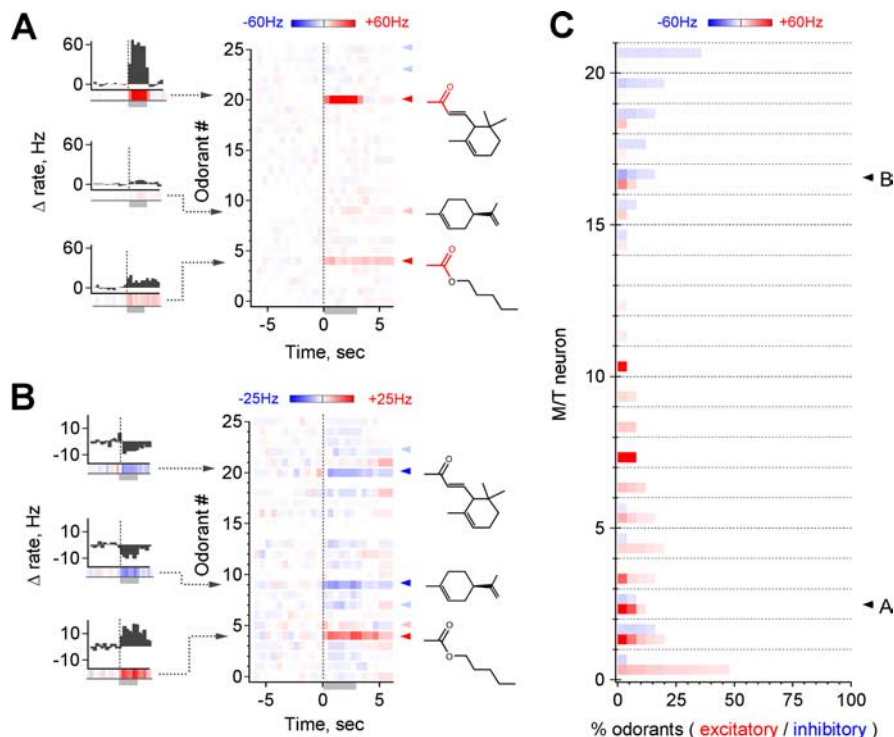 A
-60Hz +60Hz
60
0
60
0
60
0
Δ rate, Hz
Odorant #
25
20
15
10
5
0
-5 0 5
Time, sec
O
O
O
B
-25Hz +25Hz
10
-10
10
-10
10
-10
Δ rate, Hz
Odorant #
25
20
15
10
5
0
-5 0 5
Time, sec
O
O
O
C
-60Hz +60Hz
20
15
10
5
0
M/T neuron
B
A
0 25 50 75 100
% odorants ( excitatory / inhibitory )